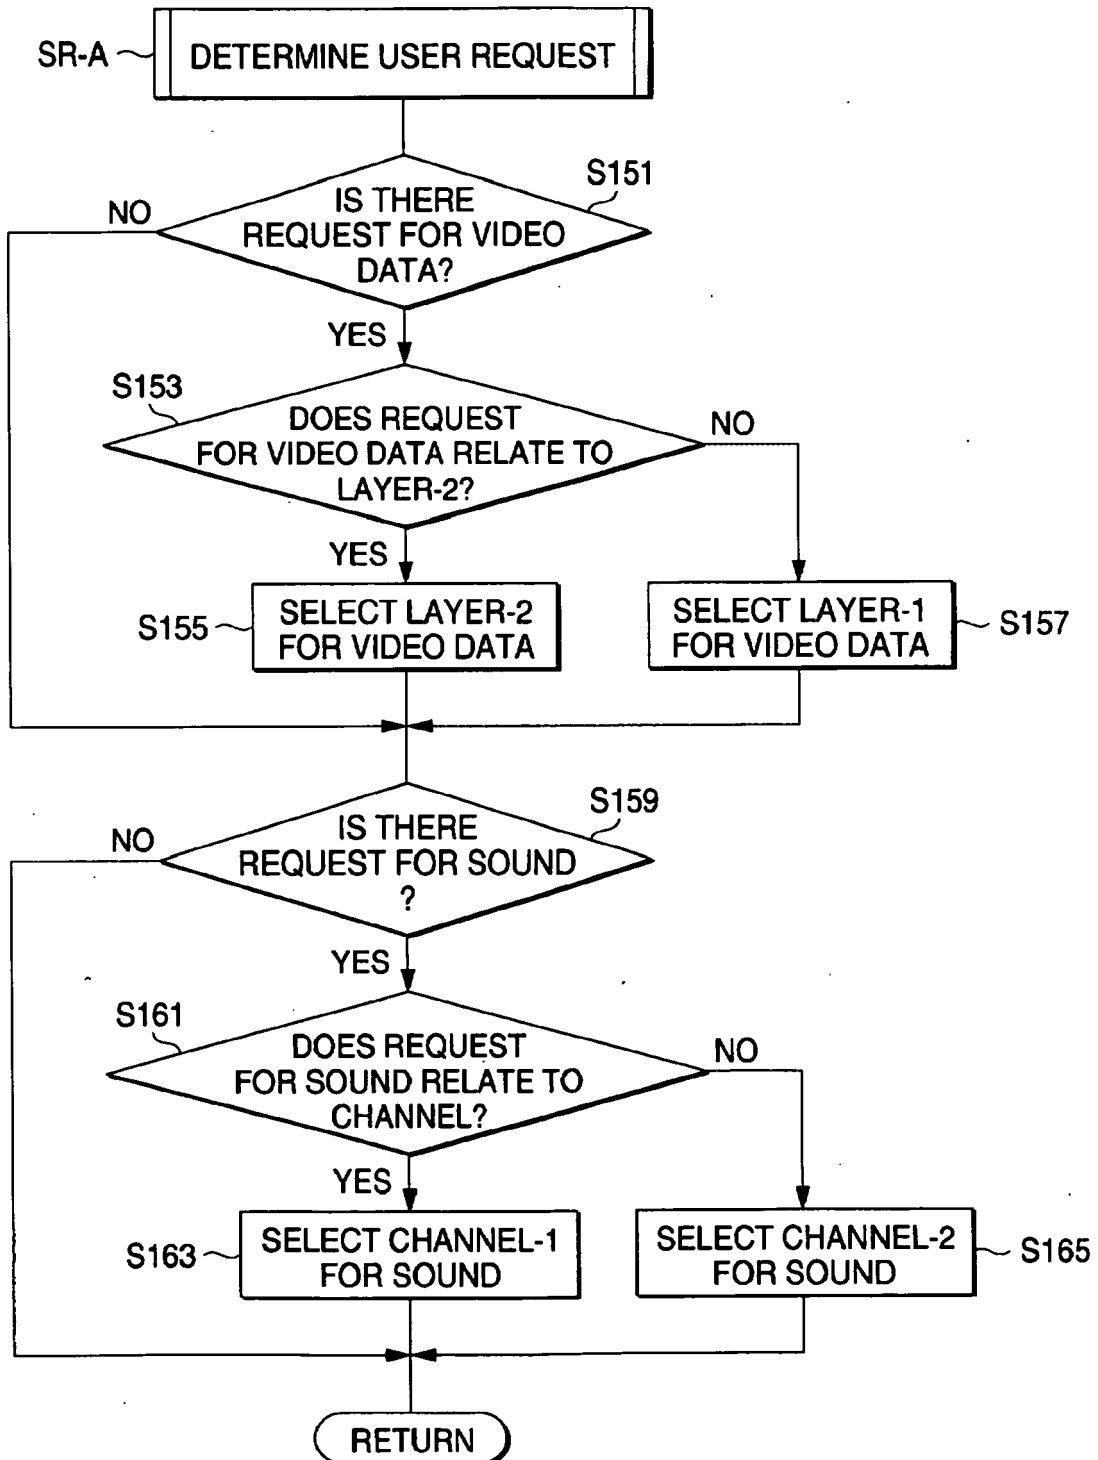 SR-A
DETERMINE USER REQUEST
S151
IS THERE
REQUEST FOR VIDEO
DATA?
NO
YES
S153
DOES REQUEST
FOR VIDEO DATA RELATE TO
LAYER-2?
NO
YES
S155
SELECT LAYER-2
FOR VIDEO DATA
SELECT LAYER-1
FOR VIDEO DATA
S157
S159
IS THERE
REQUEST FOR SOUND
?
NO
YES
S161
DOES REQUEST
FOR SOUND RELATE TO
CHANNEL?
NO
YES
S163
SELECT CHANNEL-1
FOR SOUND
SELECT CHANNEL-2
FOR SOUND
S165
RETURN